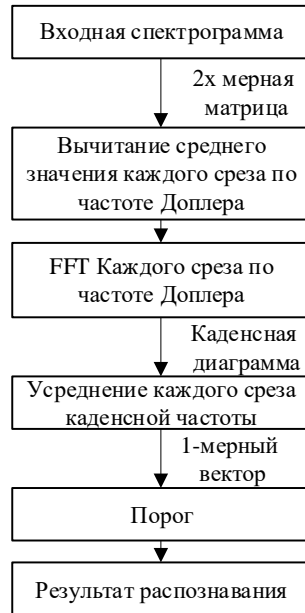 Входная спектрограмма
2х мерная
матрица
Вычитание среднего
значения каждого среза по
частоте Доплера
FFT Каждого среза по
частоте Доплера
Каденсная
диаграмма
Усреднение каждого среза
каденсной частоты
1-мерный
вектор
Порог
Результат распознавания